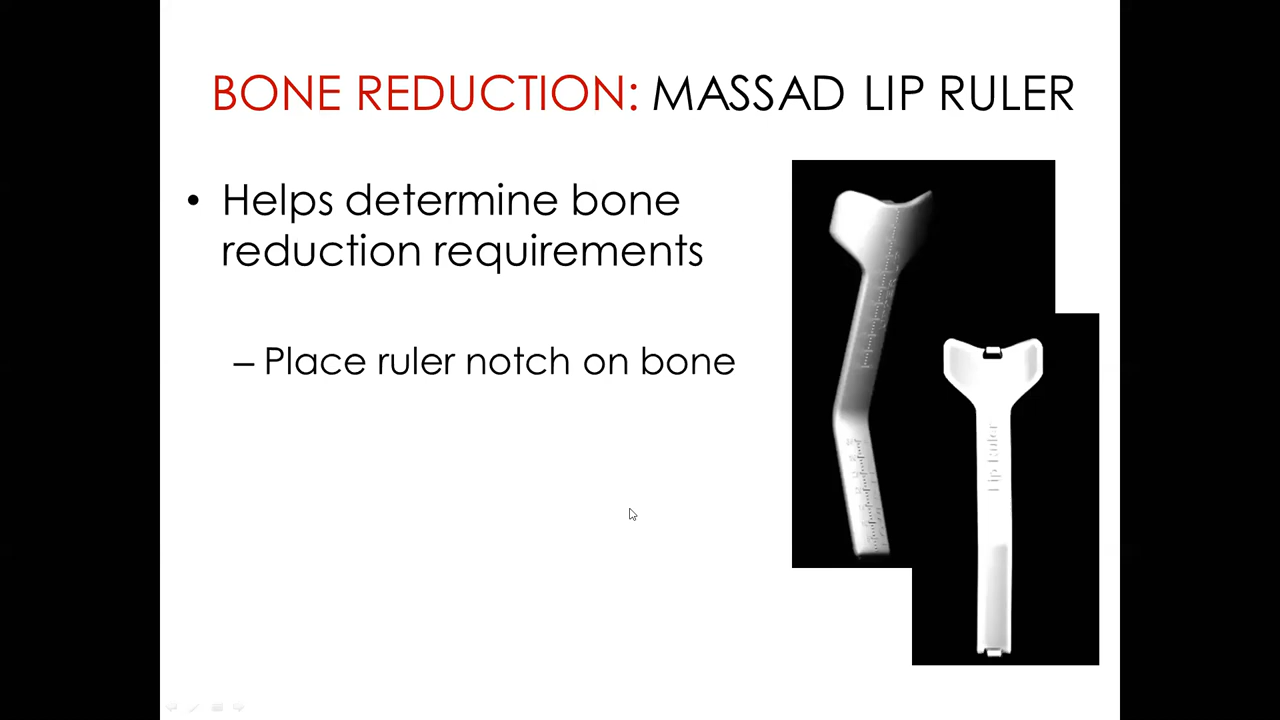 BONE REDUCTION: MASSAD LIP RULER
• Helps determine bone
reduction requirements
– Place ruler notch on bone
Lip Ruler